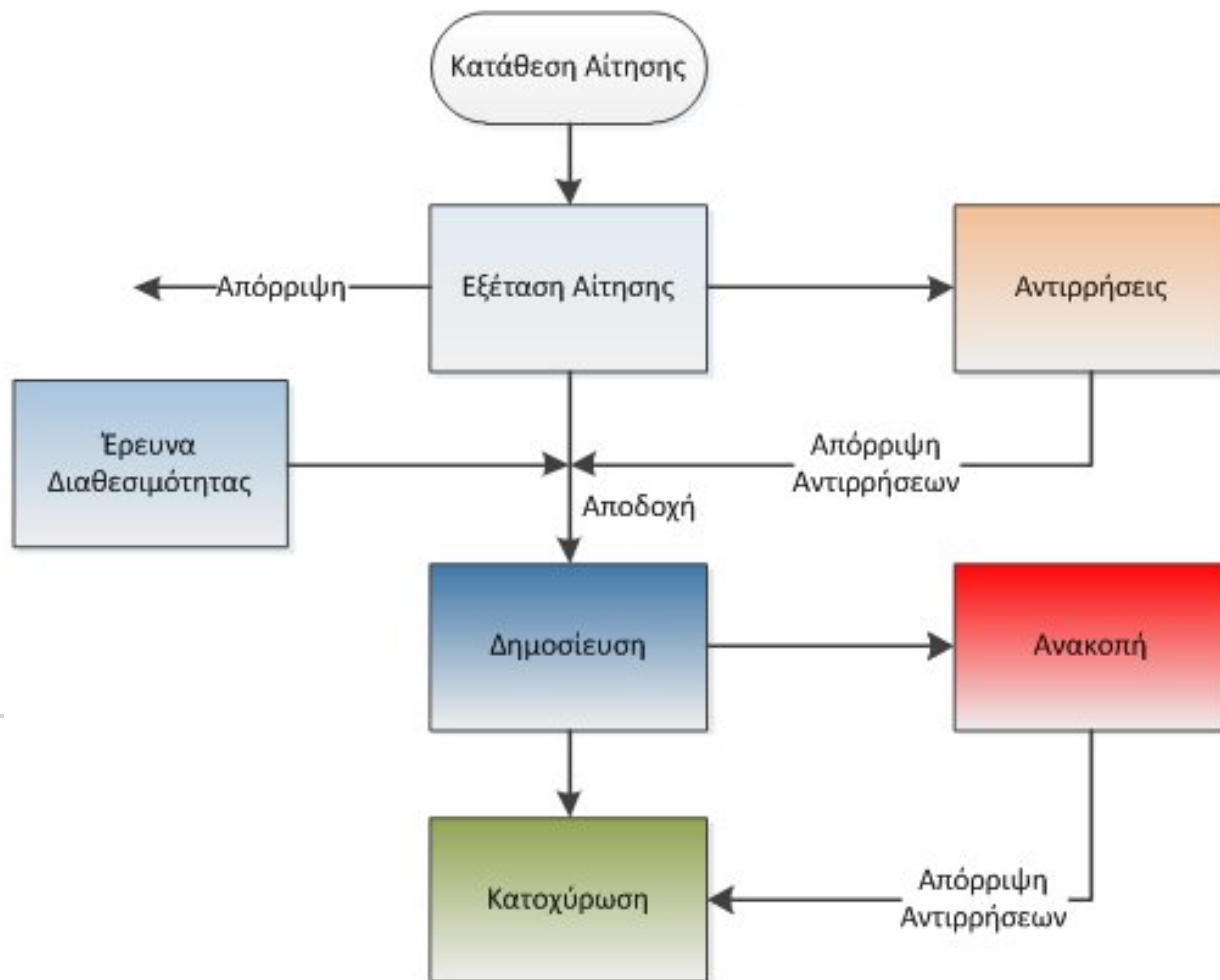 Κατάθεση Αίτησης
Απόρριψη
Εξέταση Αίτησης
Αντιρρήσεις
Έρευνα
Διαθεσιμότητας
Απόρριψη
Αντιρρήσεων
Αποδοχή
Δημοσίευση
Ανακοπή
Κατοχύρωση
Απόρριψη
Αντιρρήσεων